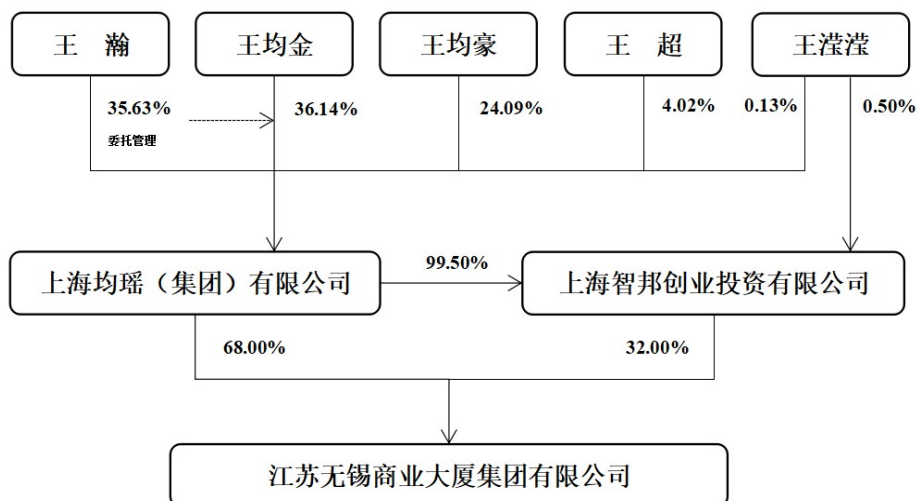 王　瀚 王均金 王均豪 王　超 王滢滢
35.63% 36.14% 24.09% 4.02% 0.13% 0.50%
委托管理
上海均瑶（集团）有限公司 99.50% 上海智邦创业投资有限公司
68.00% 32.00%
江苏无锡商业大厦集团有限公司